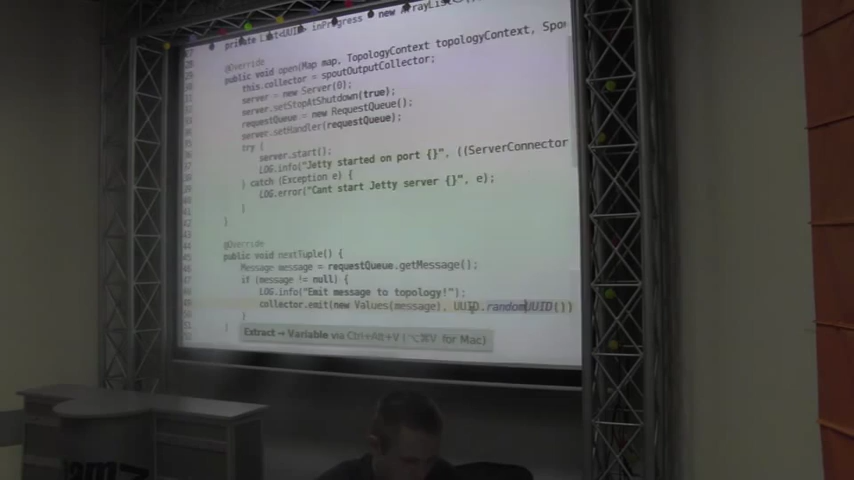 private List<UUID> inProgress = new ArrayList
@Override
public void open(Map map, TopologyContext topologyContext, Spou
this.collector = spoutOutputCollector;
server = new Server(0);
server.setStopAtShutdown(true);
requestQueue = new RequestQueue();
server.setHandler(requestQueue);
try {
server.start();
LOG.info("Jetty started on port {}", ((ServerConnector
} catch (Exception e) {
LOG.error("Cant start Jetty server {}", e);
}
}
@Override
public void nextTuple() {
Message message = requestQueue.getMessage();
if (message != null) {
LOG.info("Emit message to topology!");
collector.emit(new Values(message), UUID.randomUUID())
}
}
Extract → Variable via Ctrl+Alt+V (⌥⌘V for Mac)